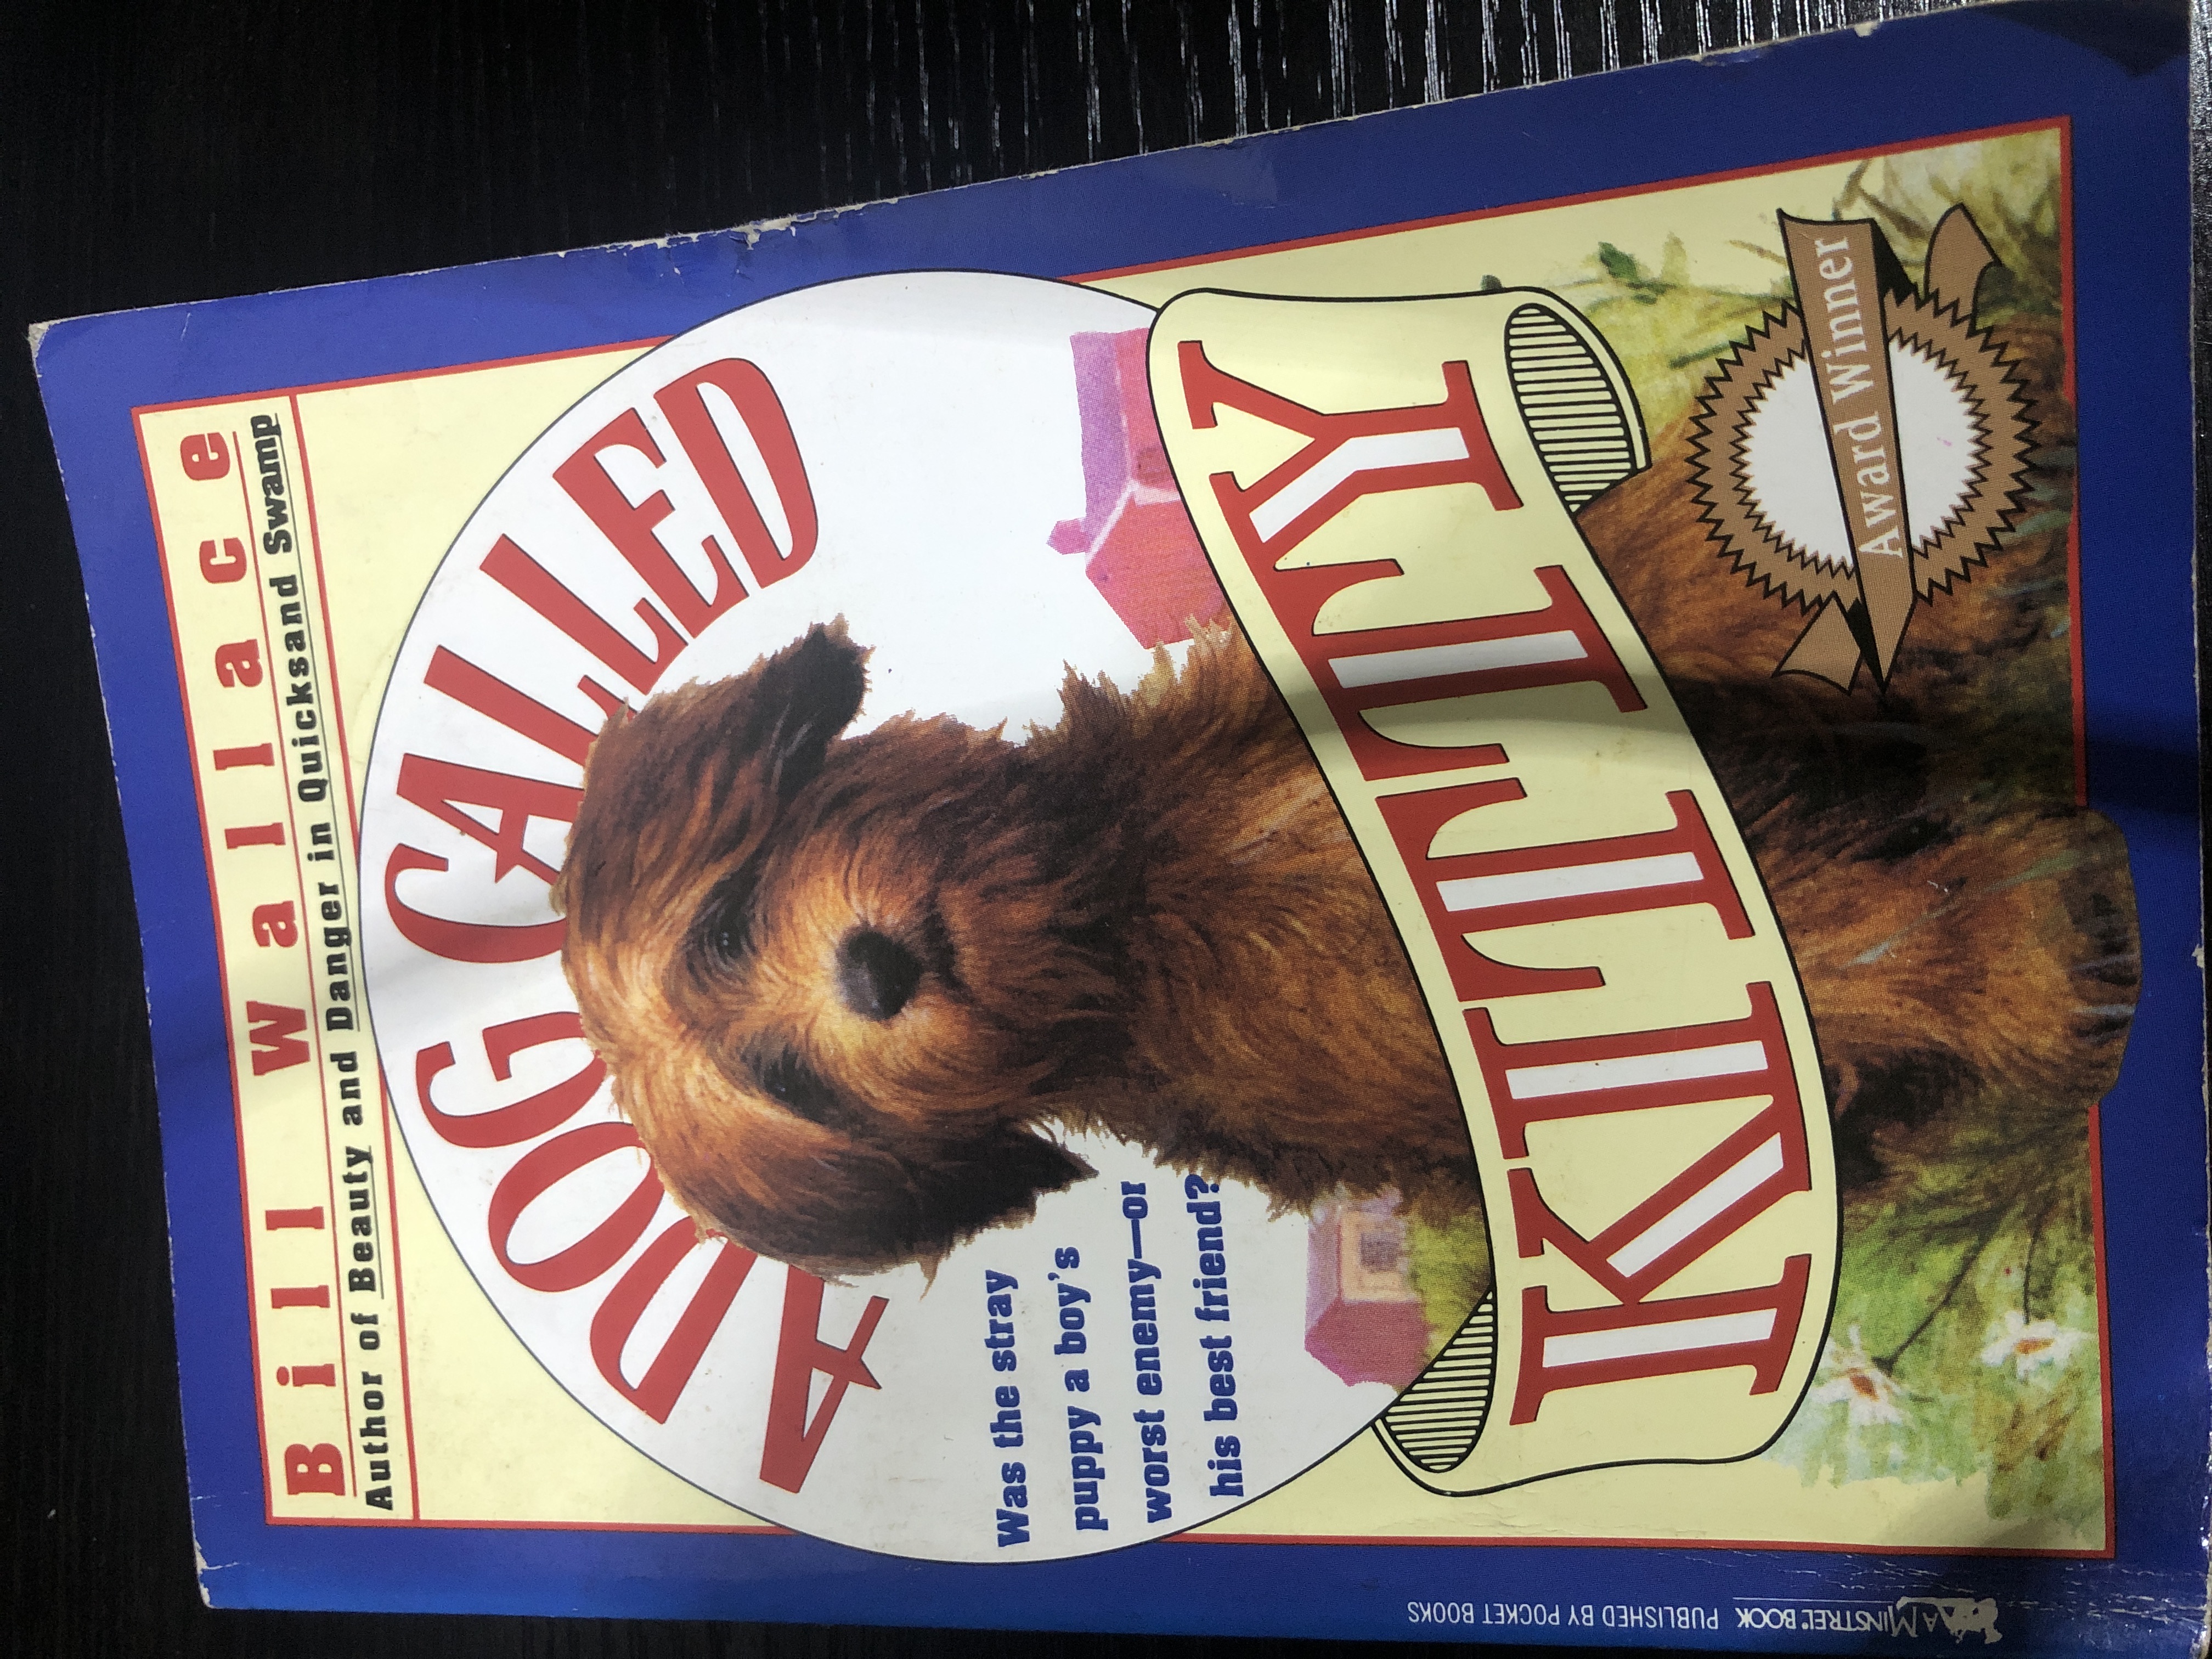 Bill Wallace
Author of Beauty and Danger in Quicksand Swamp
A DOG CALLED
KITTY
Was the stray
puppy a boy's
worst enemy—or
his best friend?
Award Winner
A MINSTREL® BOOK PUBLISHED BY POCKET BOOKS